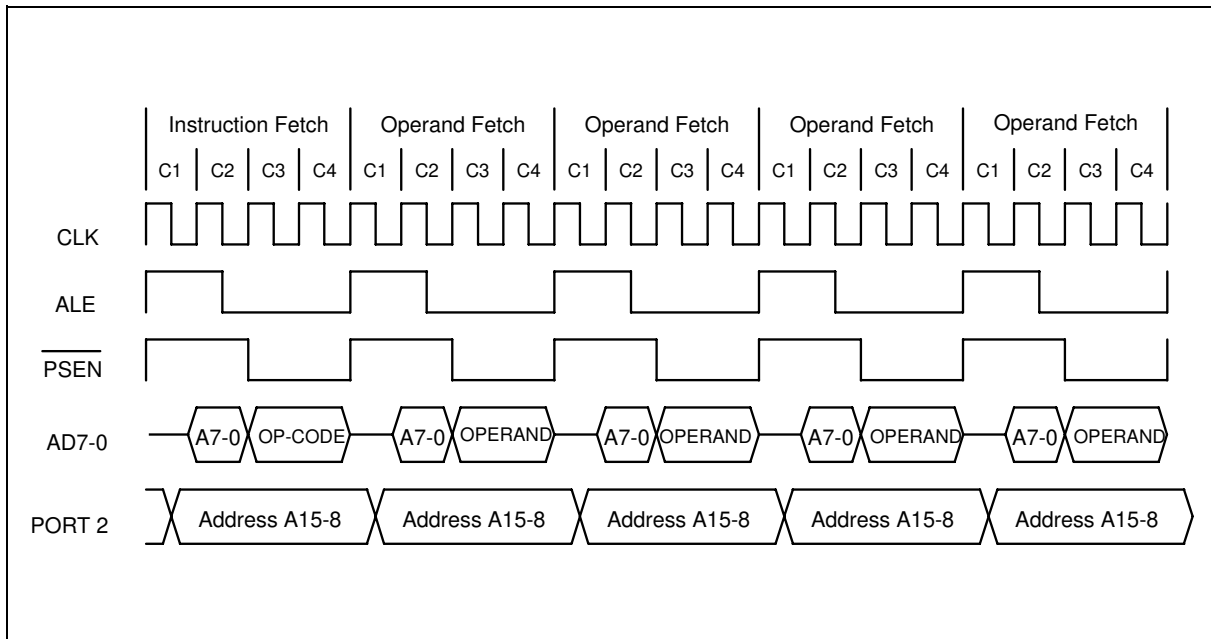 Instruction Fetch Operand Fetch Operand Fetch Operand Fetch Operand Fetch
C1 C2 C3 C4 C1 C2 C3 C4 C1 C2 C3 C4 C1 C2 C3 C4 C1 C2 C3 C4
CLK
ALE
PSEN
AD7-0 A7-0 OP-CODE A7-0 OPERAND A7-0 OPERAND A7-0 OPERAND A7-0 OPERAND
PORT 2 Address A15-8 Address A15-8 Address A15-8 Address A15-8 Address A15-8